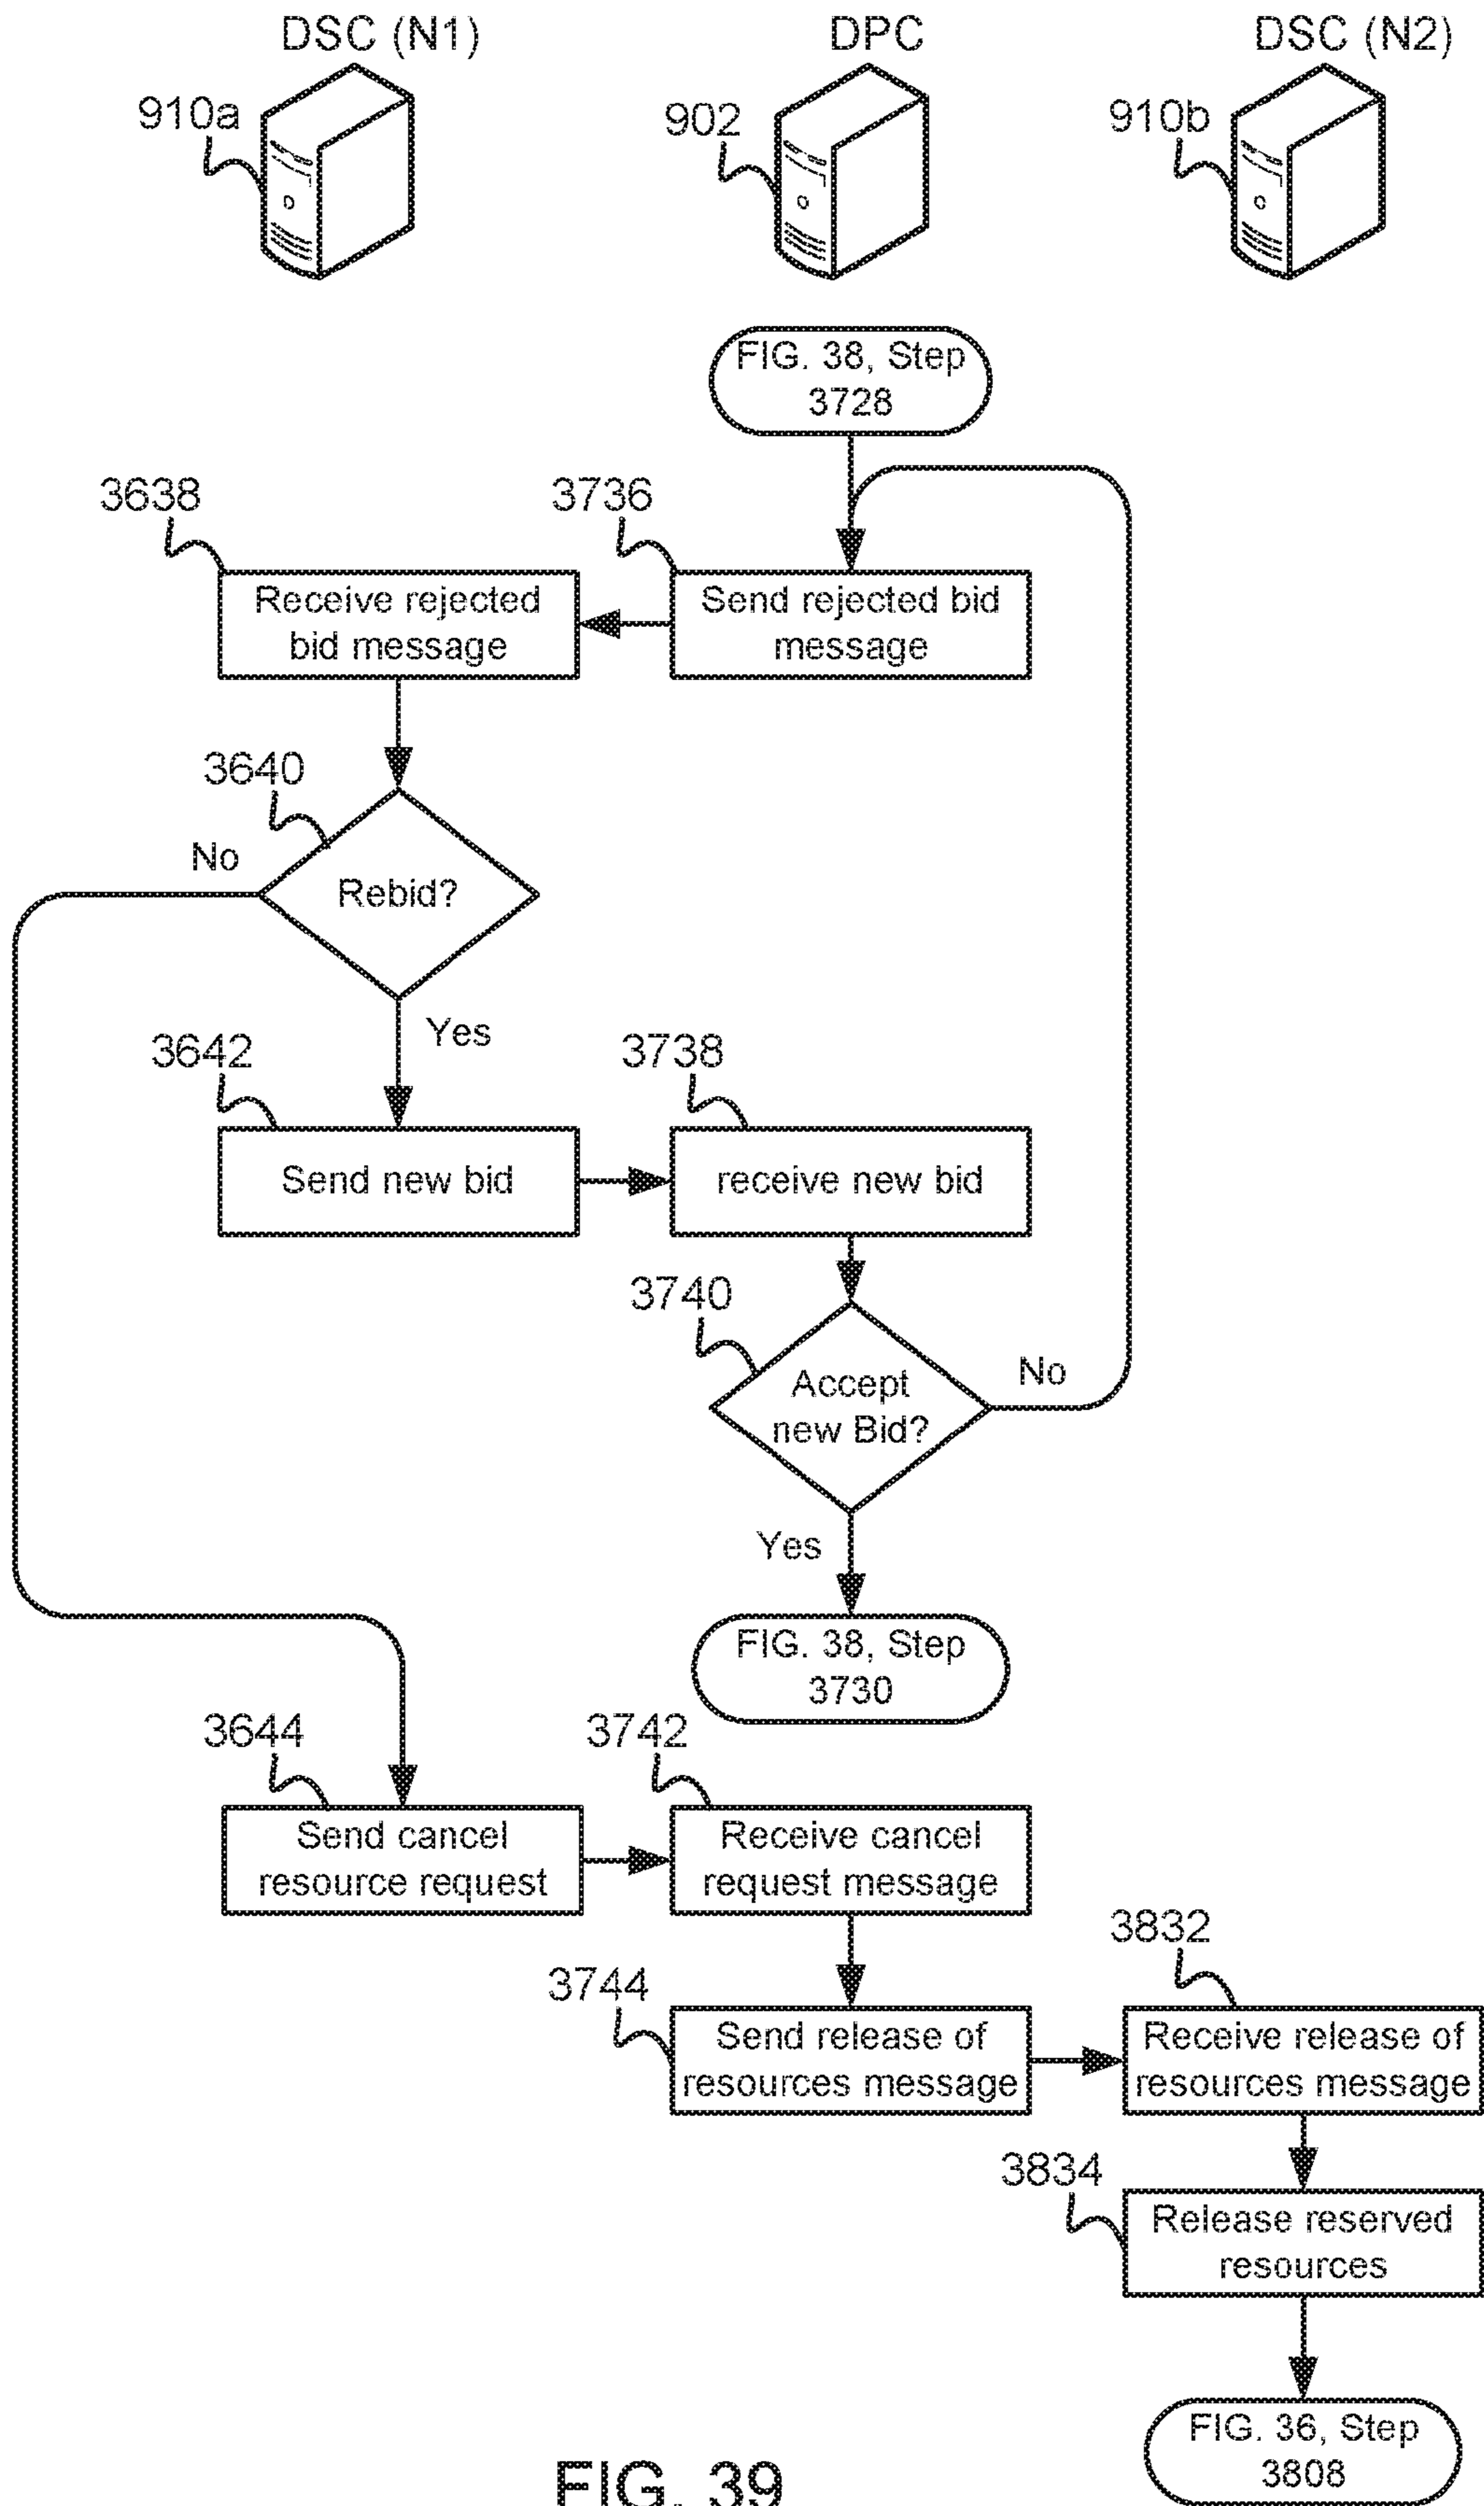 DSC (N1)
DPC
DSC (N2)
910a
902
910b
FIG. 38, Step
3728
3638
3736
Receive rejected
bid message
Send rejected bid
message
3640
No
Rebid?
Yes
3642
3738
Send new bid
receive new bid
3740
Accept
new Bid?
No
Yes
FIG. 38, Step
3730
3644
3742
Send cancel
resource request
Receive cancel
request message
3832
3744
Send release of
resources message
Receive release of
resources message
3834
Release reserved
resources
FIG. 36, Step
3808
FIG. 39